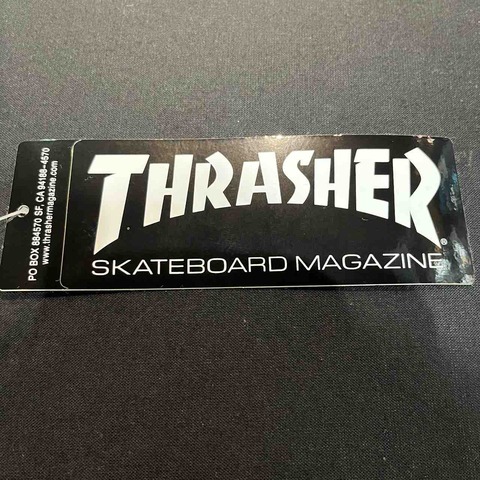 THRASHER®
SKATEBOARD MAGAZINE
PO BOX 884570 SF, CA 94188-4570
www.thrashermagazine.com